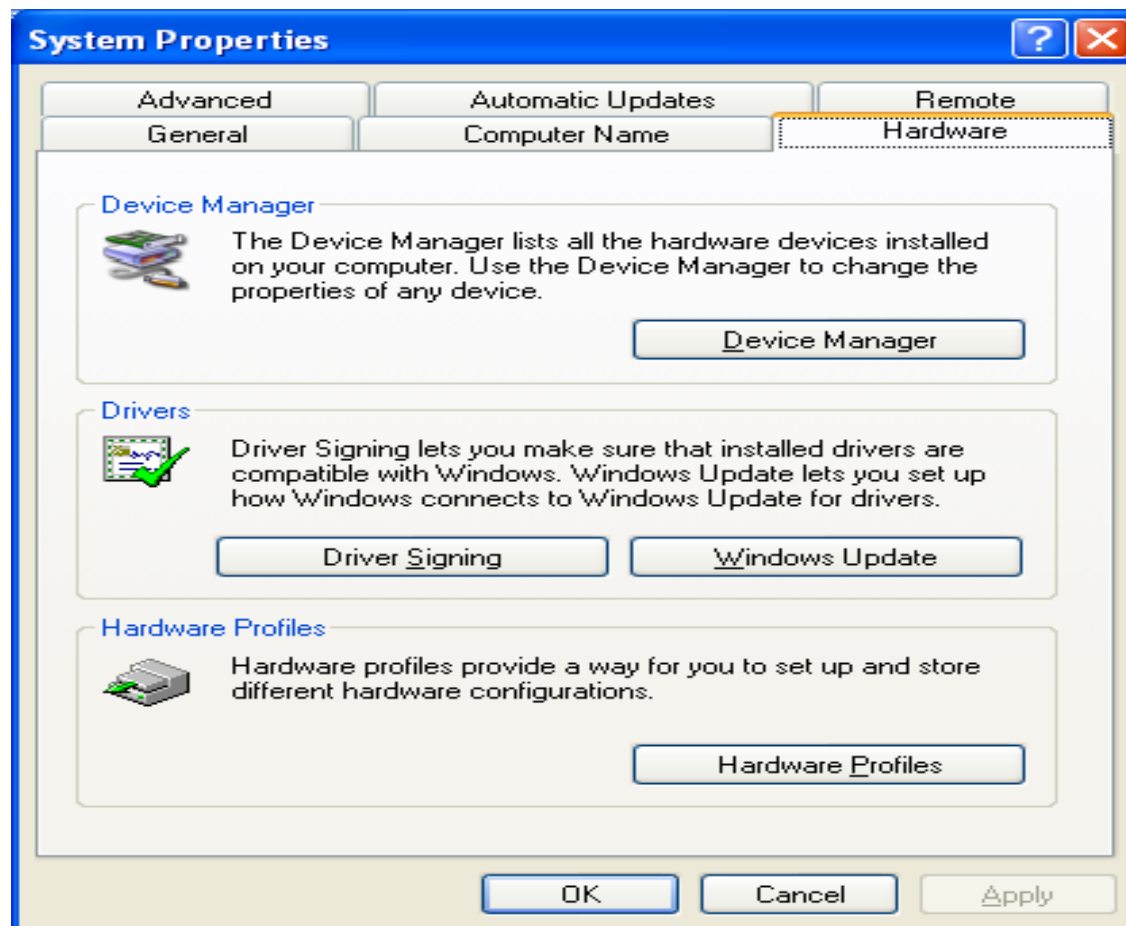 System Properties
Advanced Automatic Updates Remote
General Computer Name Hardware
Device Manager
The Device Manager lists all the hardware devices installed
on your computer. Use the Device Manager to change the
properties of any device.
Device Manager
Drivers
Driver Signing lets you make sure that installed drivers are
compatible with Windows. Windows Update lets you set up
how Windows connects to Windows Update for drivers.
Driver Signing Windows Update
Hardware Profiles
Hardware profiles provide a way for you to set up and store
different hardware configurations.
Hardware Profiles
OK Cancel Apply